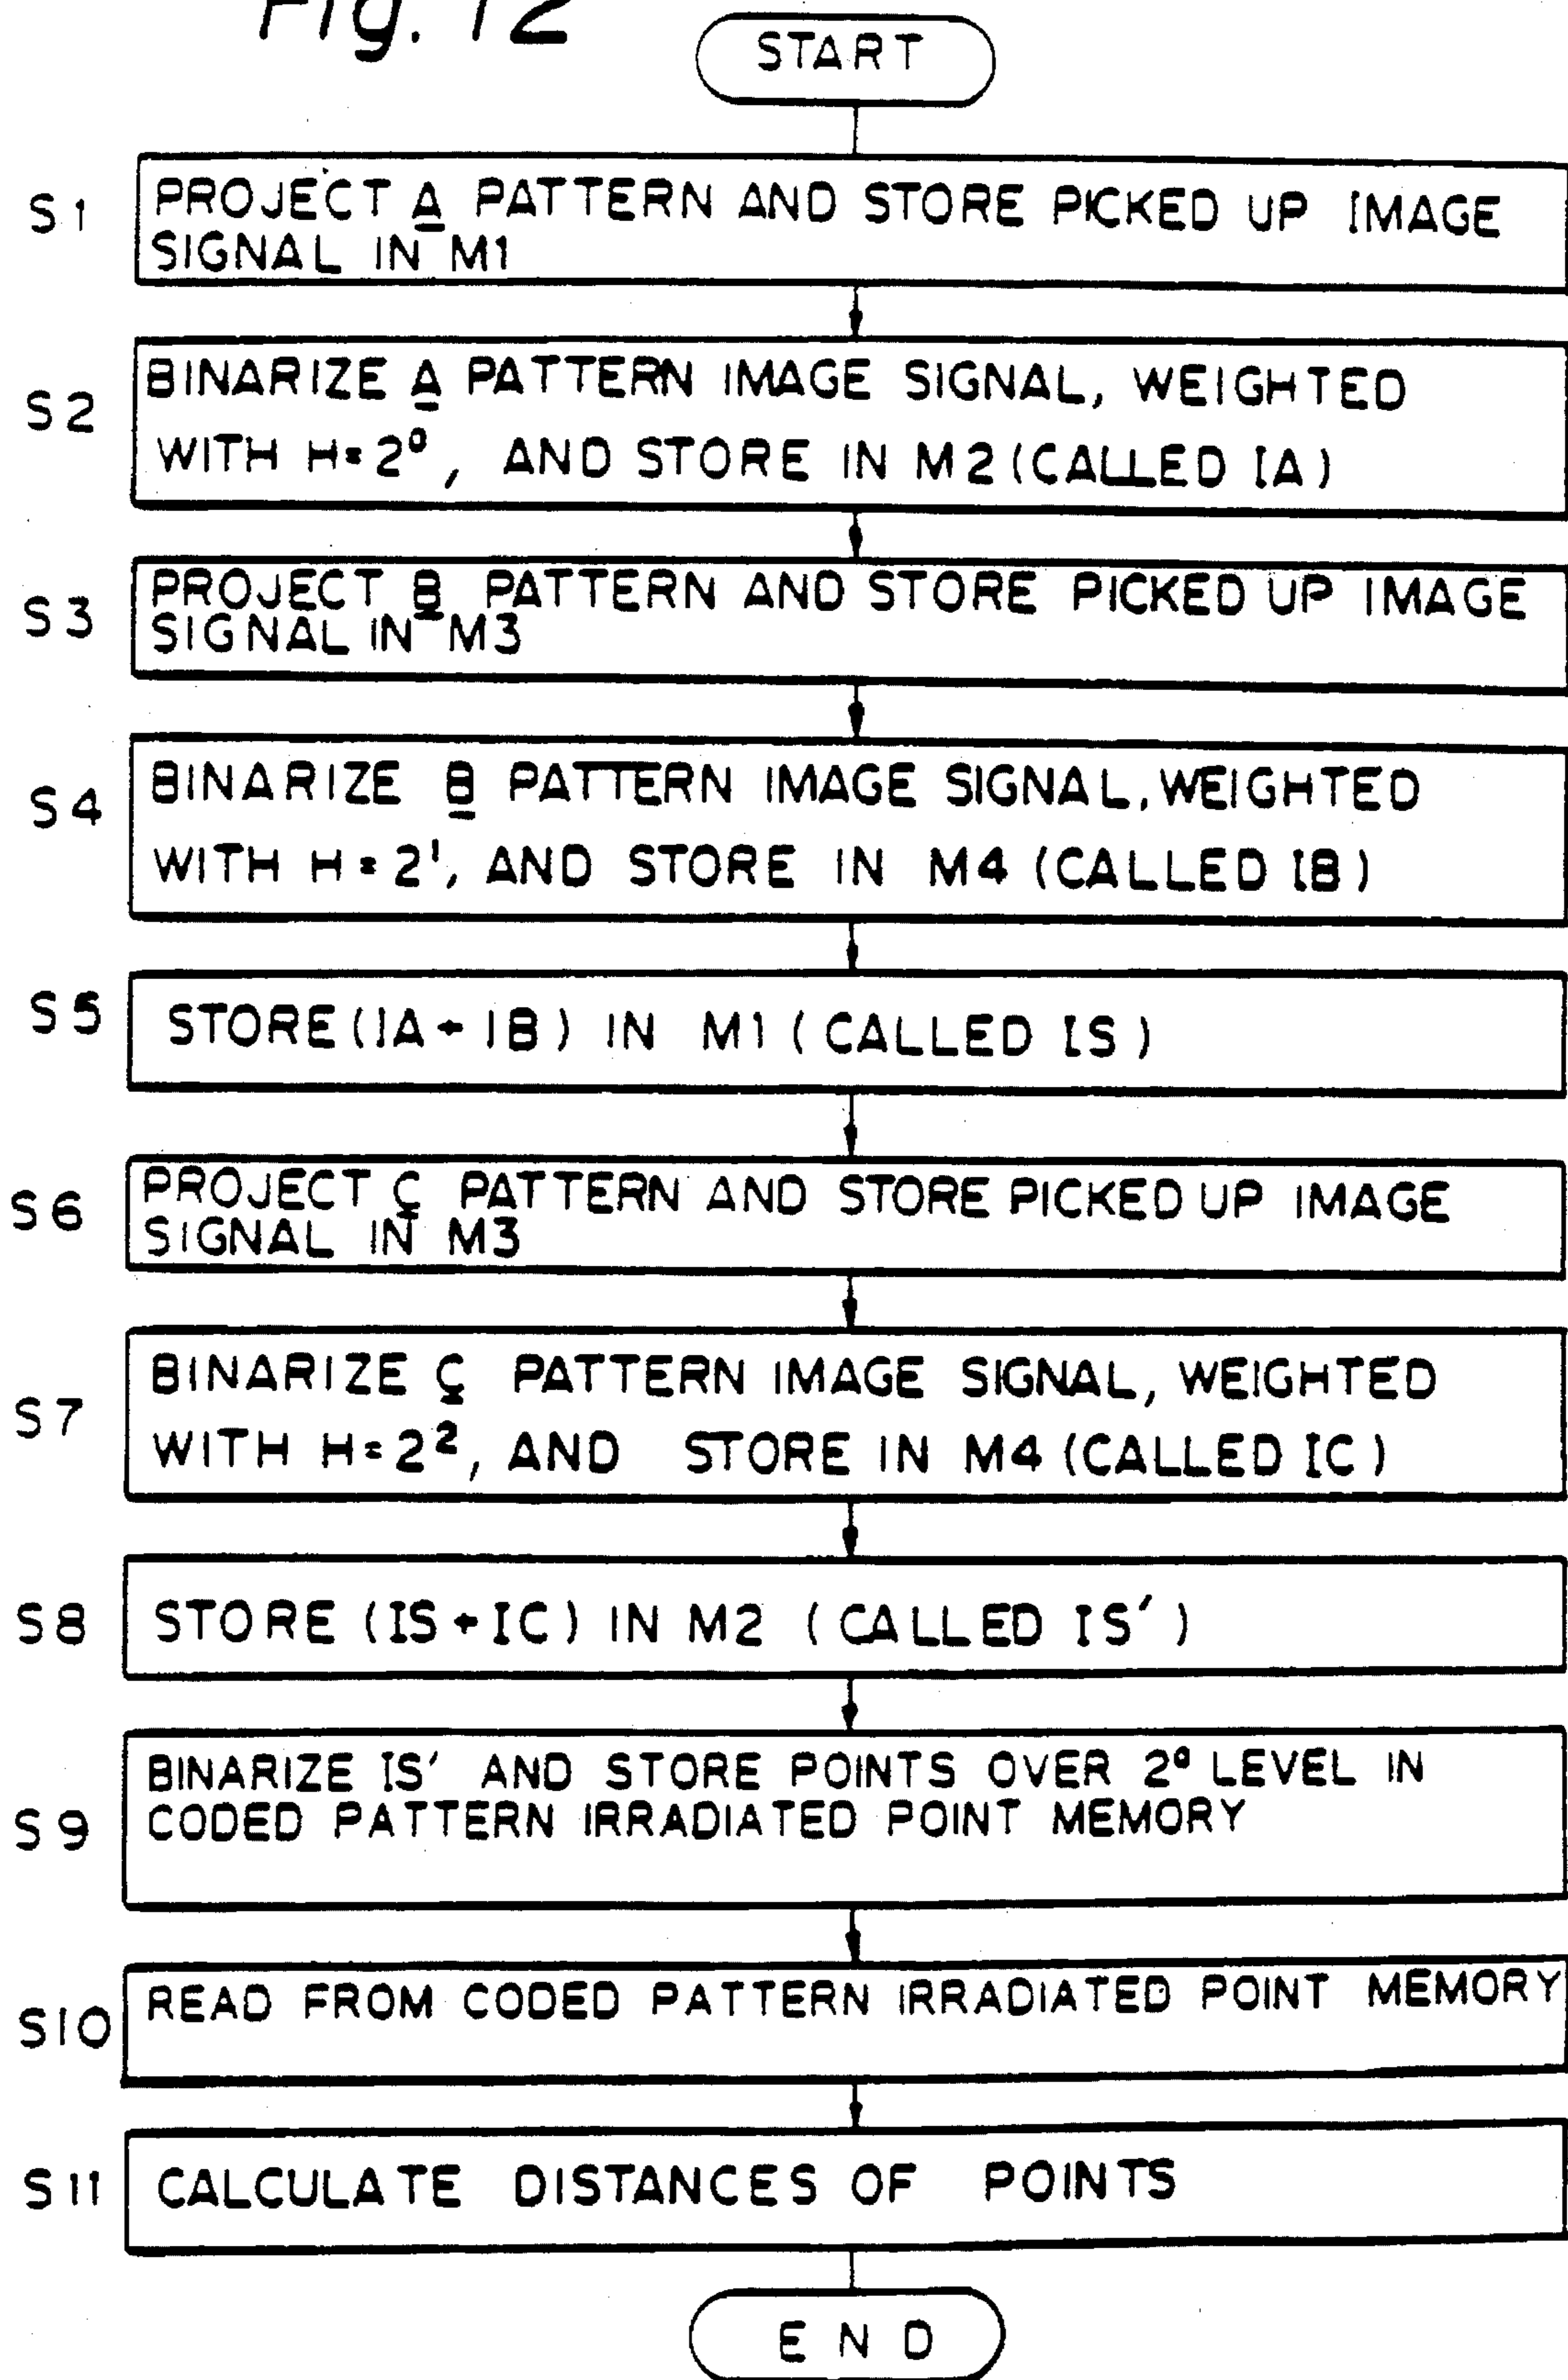 Fig. 12
START
S1
PROJECT A PATTERN AND STORE PICKED UP IMAGE
SIGNAL IN M1
S2
BINARIZE A PATTERN IMAGE SIGNAL, WEIGHTED
WITH H=2⁰, AND STORE IN M2 (CALLED IA)
S3
PROJECT B PATTERN AND STORE PICKED UP IMAGE
SIGNAL IN M3
S4
BINARIZE B PATTERN IMAGE SIGNAL, WEIGHTED
WITH H=2¹, AND STORE IN M4 (CALLED IB)
S5
STORE (IA+IB) IN M1 (CALLED IS)
S6
PROJECT C PATTERN AND STORE PICKED UP IMAGE
SIGNAL IN M3
S7
BINARIZE C PATTERN IMAGE SIGNAL, WEIGHTED
WITH H=2², AND STORE IN M4 (CALLED IC)
S8
STORE (IS+IC) IN M2 (CALLED IS′)
S9
BINARIZE IS′ AND STORE POINTS OVER 2⁰ LEVEL IN
CODED PATTERN IRRADIATED POINT MEMORY
S10
READ FROM CODED PATTERN IRRADIATED POINT MEMORY
S11
CALCULATE DISTANCES OF POINTS
END